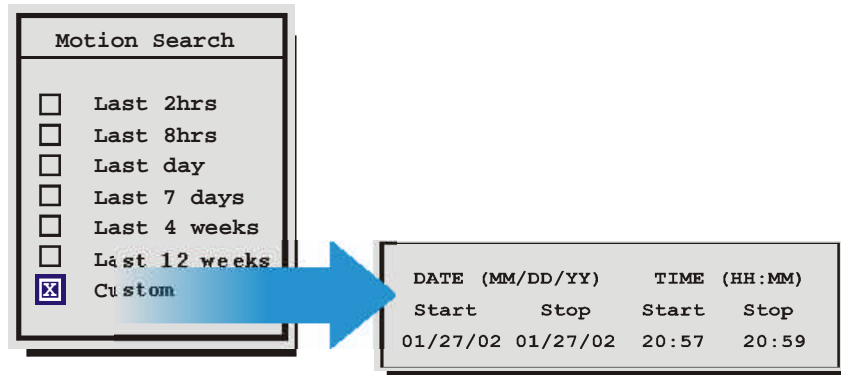 Motion Search
Last 2hrs
Last 8hrs
Last day
Last 7 days
Last 4 weeks
Last 12 weeks
X Custom
DATE (MM/DD/YY) TIME (HH:MM)
Start Stop Start Stop
01/27/02 01/27/02 20:57 20:59